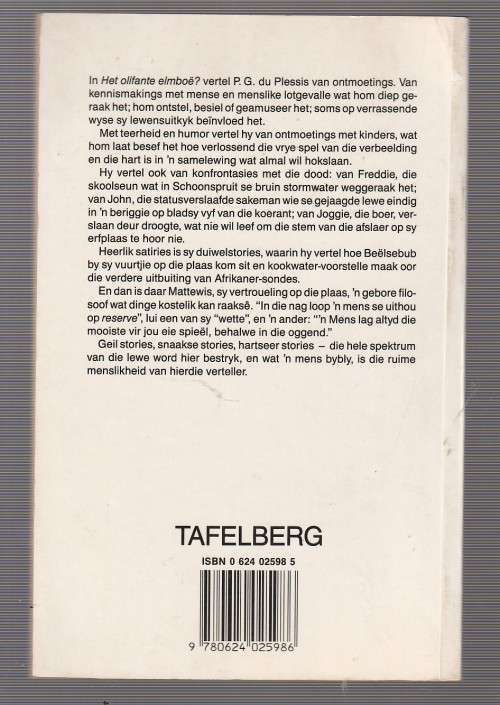 In Het olifante elmboë? vertel P. G. du Plessis van ontmoetings. Van
kennismakings met mense en menslike lotgevalle wat hom diep ge-
raak het; hom ontstel, besiel of geamuseer het; soms op verrassende
wyse sy lewensuitkyk beïnvloed het.
Met teerheid en humor vertel hy van ontmoetings met kinders, wat
hom laat besef het hoe verlossend die vrye spel van die verbeelding
en die hart is in 'n samelewing wat almal wil hokslaan.
Hy vertel ook van konfrontasies met die dood: van Freddie, die
skoolseun wat in Schoonspruit se bruin stormwater weggeraak het;
van John, die statusverslaafde sakeman wie se gejaagde lewe eindig
in 'n beriggie op bladsy vyf van die koerant; van Joggie, die boer, ver-
slaan deur droogte, wat nie wil leef om die stem van die afslaer op sy
erfplaas te hoor nie.
Heerlik satiries is sy duiwelstories, waarin hy vertel hoe Beëlsebub
by sy vuurtjie op die plaas kom sit en kookwater-voorstelle maak oor
die verdere uitbuiting van Afrikaner-sondes.
En dan is daar Mattewis, sy vertroueling op die plaas, 'n gebore filo-
soof wat dinge kostelik kan raaksê. “In die nag loop 'n mens se uithou
op reserve”, lui een van sy “wette”, en 'n ander: “'n Mens lag altyd die
mooiste vir jou eie spieël, behalwe in die oggend.”
Geil stories, snaakse stories, hartseer stories – die hele spektrum
van die lewe word hier bestryk, en wat 'n mens bybly, is die ruime
menslikheid van hierdie verteller.
TAFELBERG
ISBN 0 624 02598 5
9 780624 025986